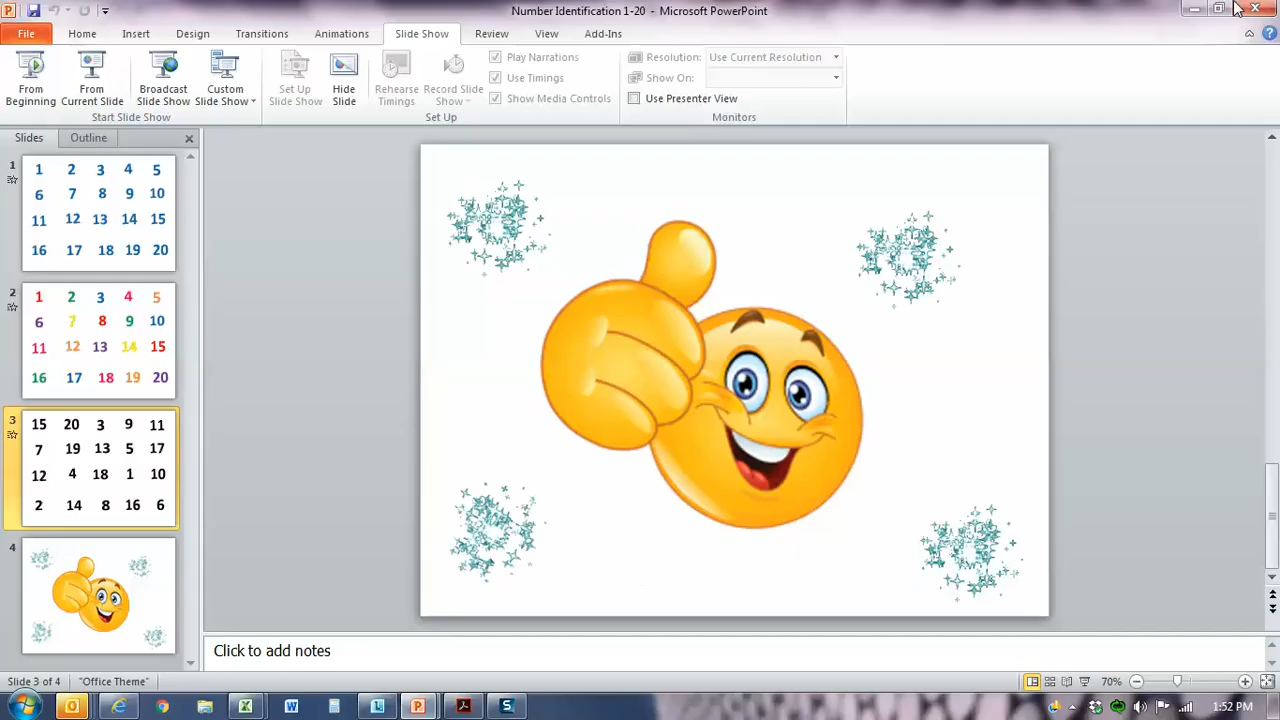 Number Identification 1-20 - Microsoft PowerPoint
File Home Insert Design Transitions Animations Slide Show Review View Add-Ins
From Beginning
From Current Slide
Broadcast Slide Show
Custom Slide Show
Set Up Slide Show
Hide Slide
Rehearse Timings
Record Slide Show
Play Narrations
Use Timings
Show Media Controls
Resolution: Use Current Resolution
Show On:
Use Presenter View
Start Slide Show Set Up Monitors
Slides Outline
1
1 2 3 4 5
6 7 8 9 10
11 12 13 14 15
16 17 18 19 20
2
1 2 3 4 5
6 7 8 9 10
11 12 13 14 15
16 17 18 19 20
3
15 20 3 9 11
7 19 13 5 17
12 4 18 1 10
2 14 8 16 6
4
Click to add notes
Slide 3 of 4 "Office Theme" 70%
1:52 PM